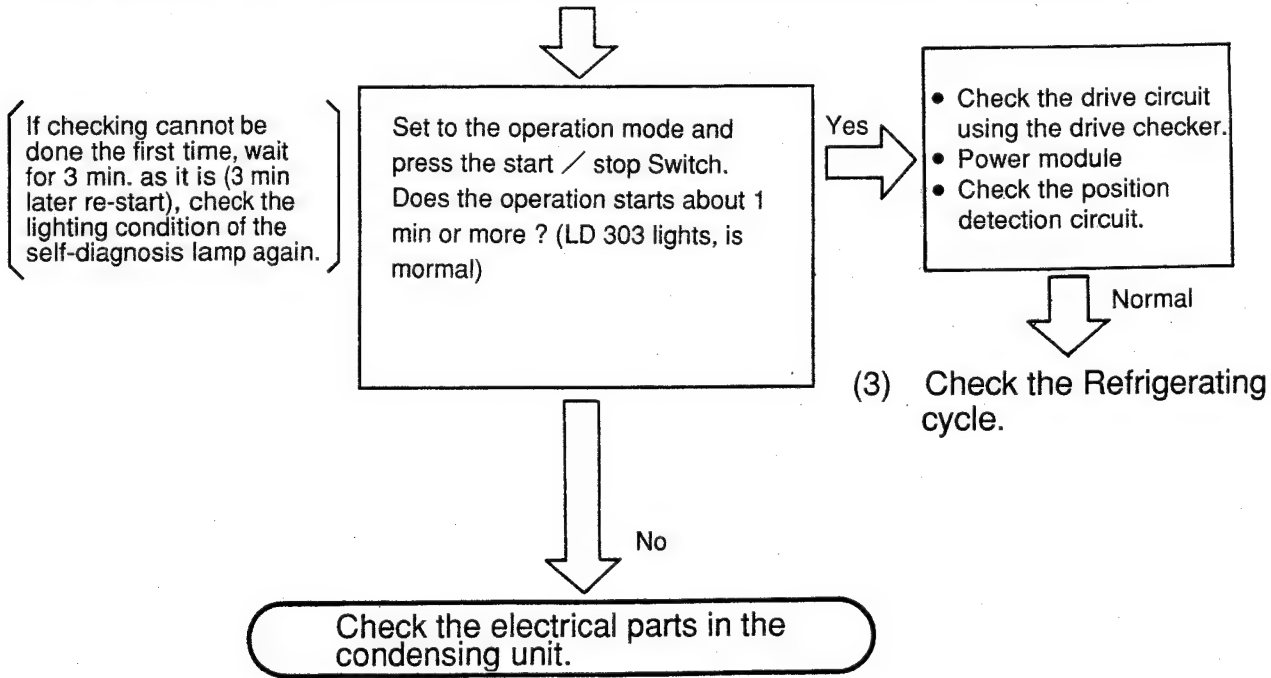 If checking cannot be
done the first time, wait
for 3 min. as it is (3 min
later re-start), check the
lighting condition of the
self-diagnosis lamp again.
Set to the operation mode and
press the start ／ stop Switch.
Does the operation starts about 1
min or more ? (LD 303 lights, is
mormal)
Yes
• Check the drive circuit
using the drive checker.
• Power module
• Check the position
detection circuit.
Normal
(3) Check the Refrigerating
cycle.
No
Check the electrical parts in the
condensing unit.